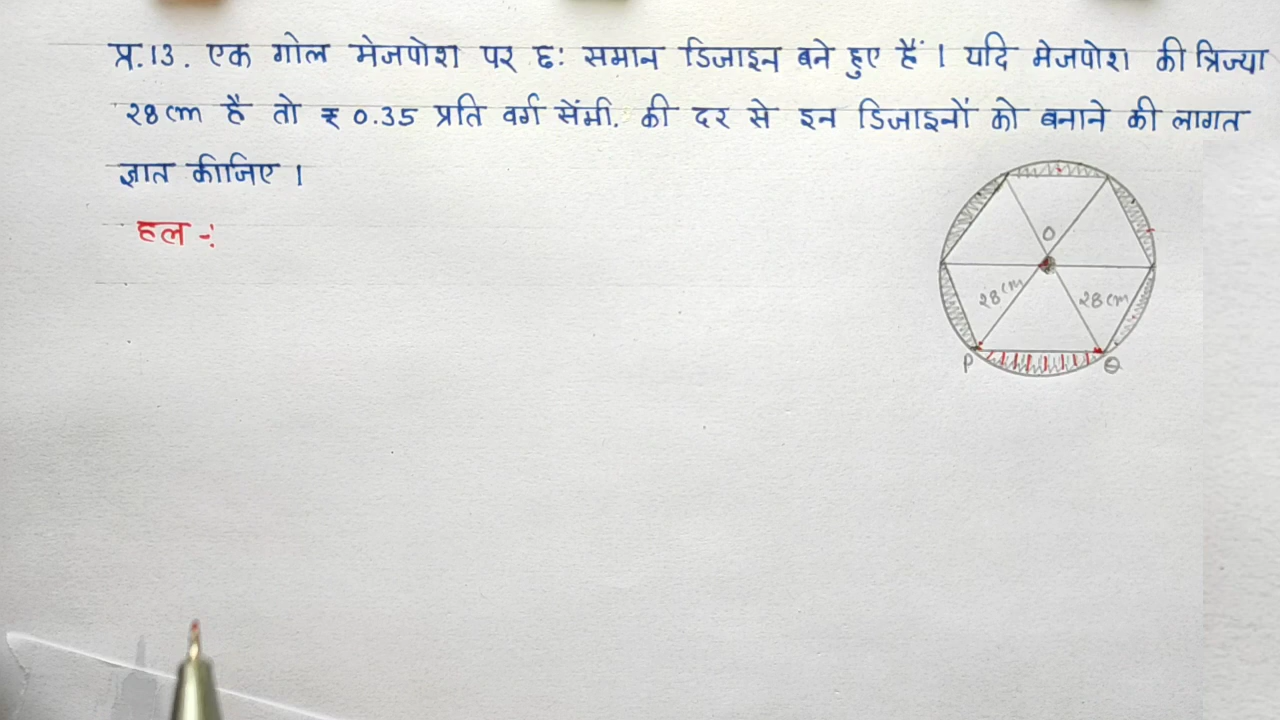 प्र.13. एक गोल मेजपोश पर छः समान डिजाइन बने हुए हैं । यदि मेजपोश की त्रिज्या
28 cm है तो ₹ 0.35 प्रति वर्ग सेंमी. की दर से इन डिजाइनों को बनाने की लागत
ज्ञात कीजिए ।
हल -:
O
28 cm 28 cm
P Q